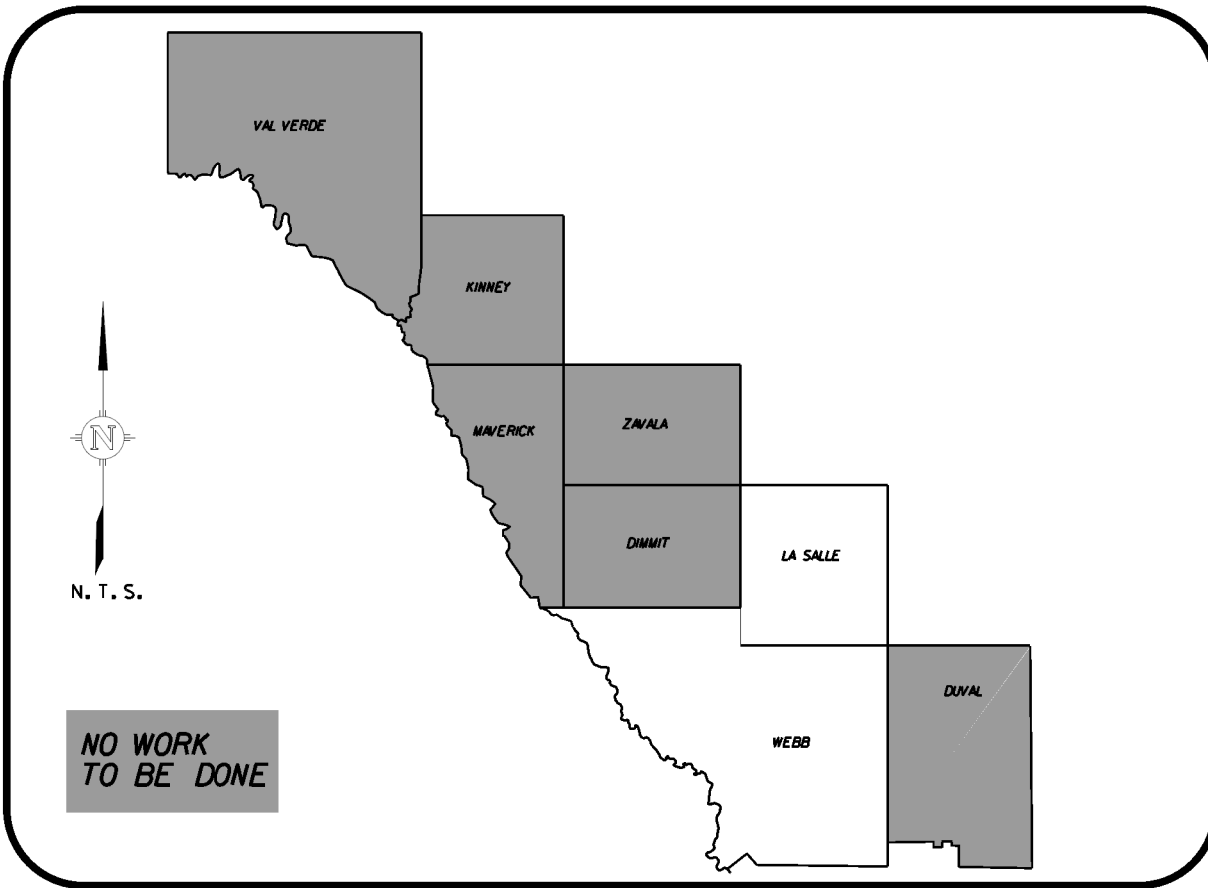 VAL VERDE
KINNEY
MAVERICK
ZAVALA
DIMMIT
LA SALLE
N
N.T.S.
DUVAL
WEBB
NO WORK
TO BE DONE